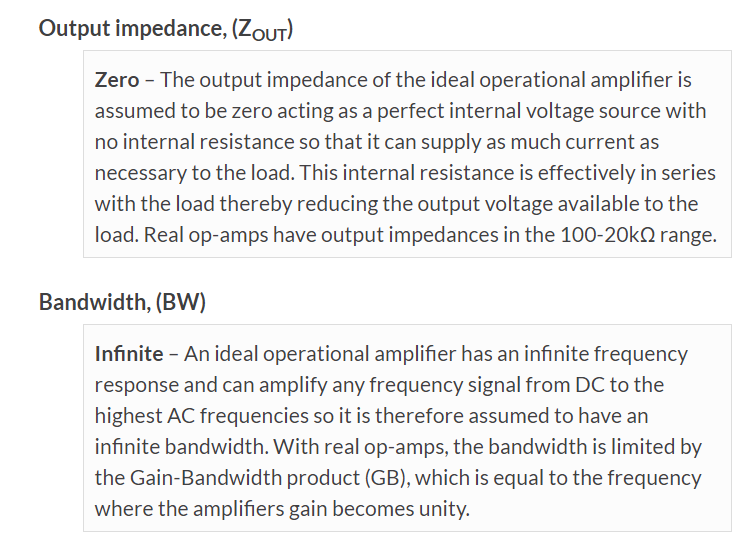 Output impedance, (ZOUT)
Zero – The output impedance of the ideal operational amplifier is
assumed to be zero acting as a perfect internal voltage source with
no internal resistance so that it can supply as much current as
necessary to the load. This internal resistance is effectively in series
with the load thereby reducing the output voltage available to the
load. Real op-amps have output impedances in the 100-20kΩ range.
Bandwidth, (BW)
Infinite – An ideal operational amplifier has an infinite frequency
response and can amplify any frequency signal from DC to the
highest AC frequencies so it is therefore assumed to have an
infinite bandwidth. With real op-amps, the bandwidth is limited by
the Gain-Bandwidth product (GB), which is equal to the frequency
where the amplifiers gain becomes unity.